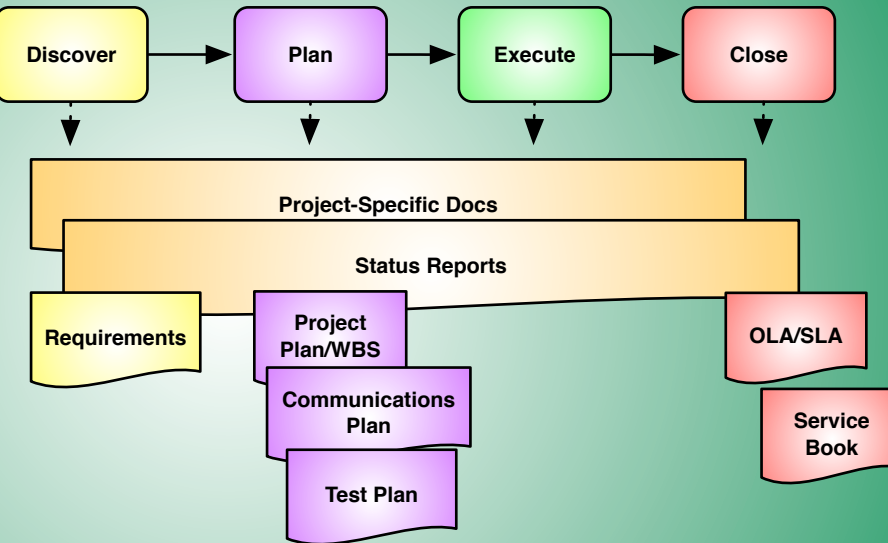 Discover
Plan
Execute
Close
Project-Specific Docs
Status Reports
Requirements
Project
Plan/WBS
OLA/SLA
Communications
Plan
Service
Book
Test Plan